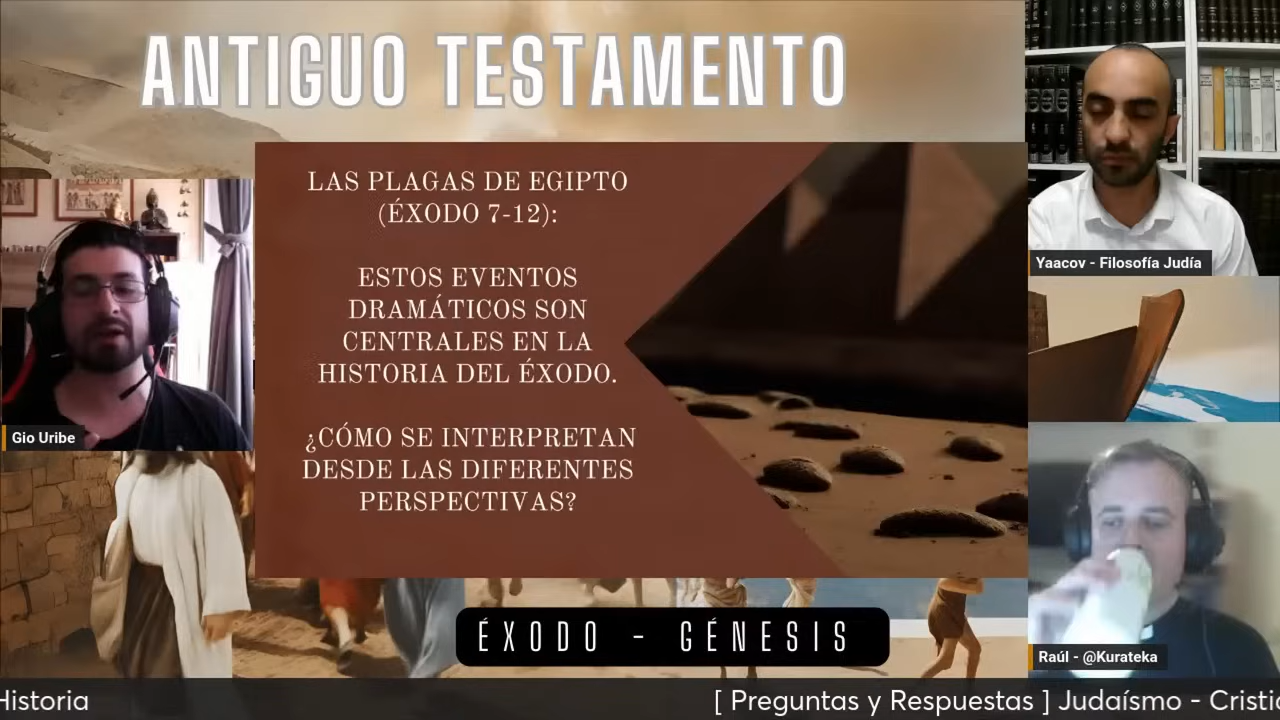 ANTIGUO TESTAMENTO
LAS PLAGAS DE EGIPTO
(ÉXODO 7-12):
ESTOS EVENTOS
DRAMÁTICOS SON
CENTRALES EN LA
HISTORIA DEL ÉXODO.
¿CÓMO SE INTERPRETAN
DESDE LAS DIFERENTES
PERSPECTIVAS?
Yaacov - Filosofía Judía
Gio Uribe
ÉXODO - GÉNESIS
Raúl - @Kurateka
Historia
[ Preguntas y Respuestas ] Judaísmo - Cristia